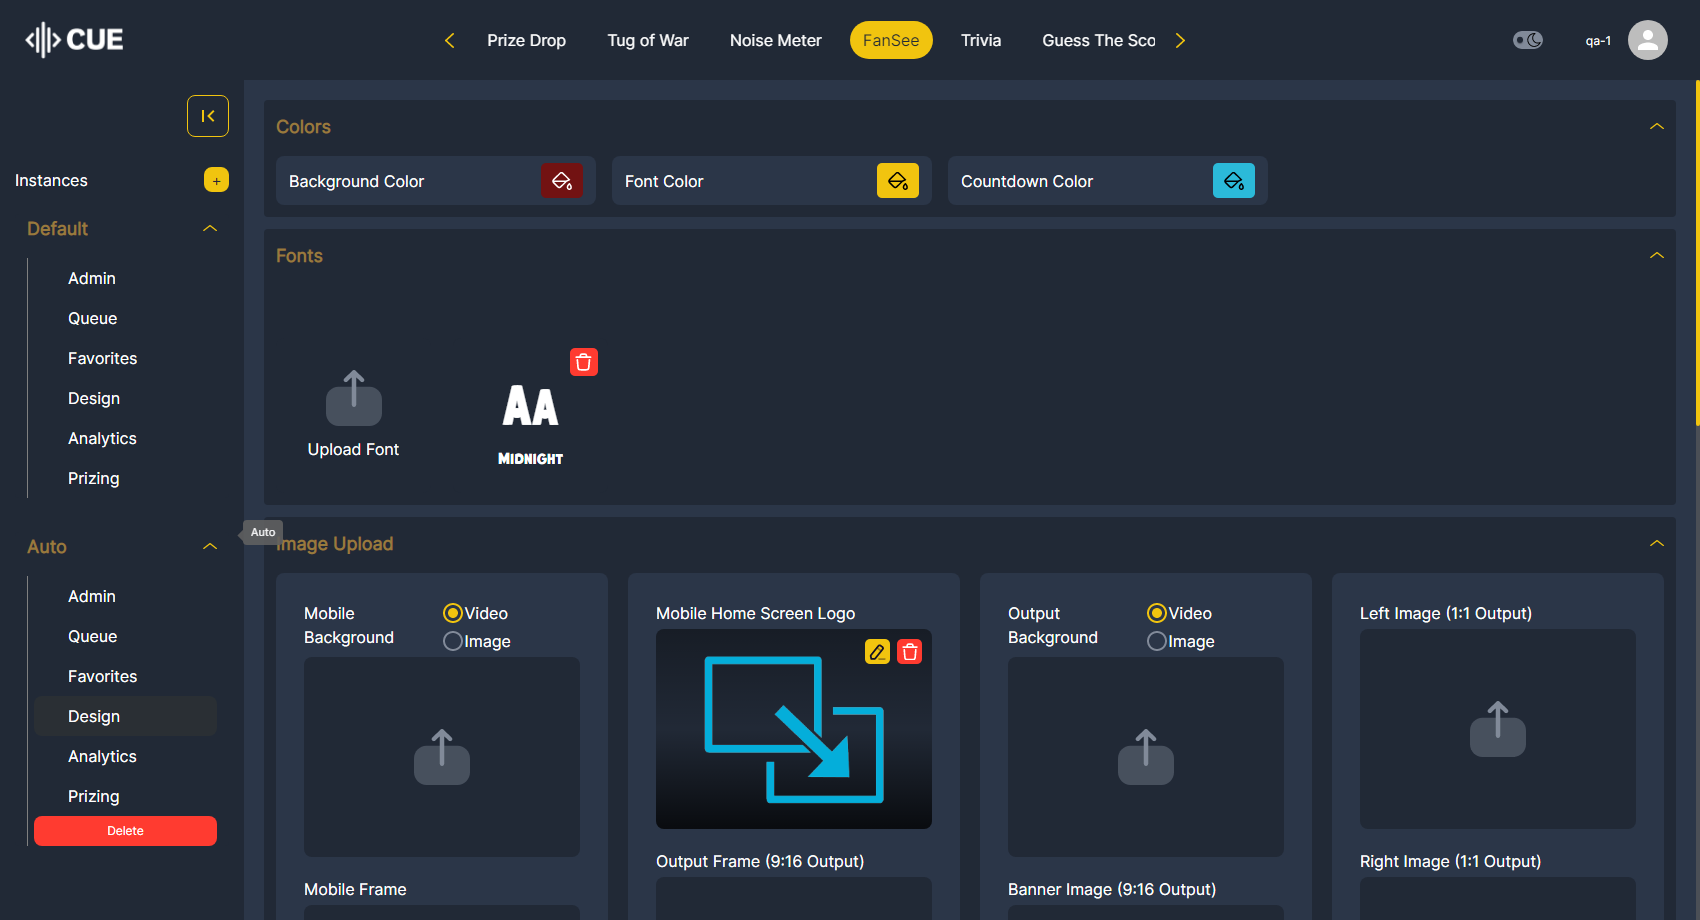 CUE
Prize Drop
Tug of War
Noise Meter
FanSee
Trivia
Guess The Sco
qa-1
Instances
+
Default
Admin
Queue
Favorites
Design
Analytics
Prizing
Auto
Admin
Queue
Favorites
Design
Analytics
Prizing
Delete
Auto
Colors
Background Color
Font Color
Countdown Color
Fonts
Upload Font
AA
MIDNIGHT
Image Upload
Mobile
Background
Video
Image
Mobile Frame
Mobile Home Screen Logo
Output Frame (9:16 Output)
Output
Background
Video
Image
Banner Image (9:16 Output)
Left Image (1:1 Output)
Right Image (1:1 Output)